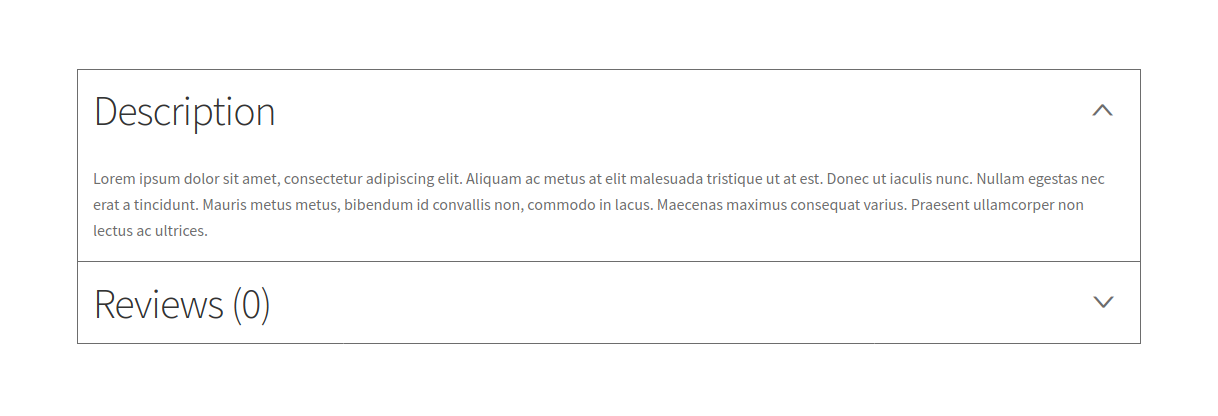 Description
Lorem ipsum dolor sit amet, consectetur adipiscing elit. Aliquam ac metus at elit malesuada tristique ut at est. Donec ut iaculis nunc. Nullam egestas nec
erat a tincidunt. Mauris metus metus, bibendum id convallis non, commodo in lacus. Maecenas maximus consequat varius. Praesent ullamcorper non
lectus ac ultrices.
Reviews (0)